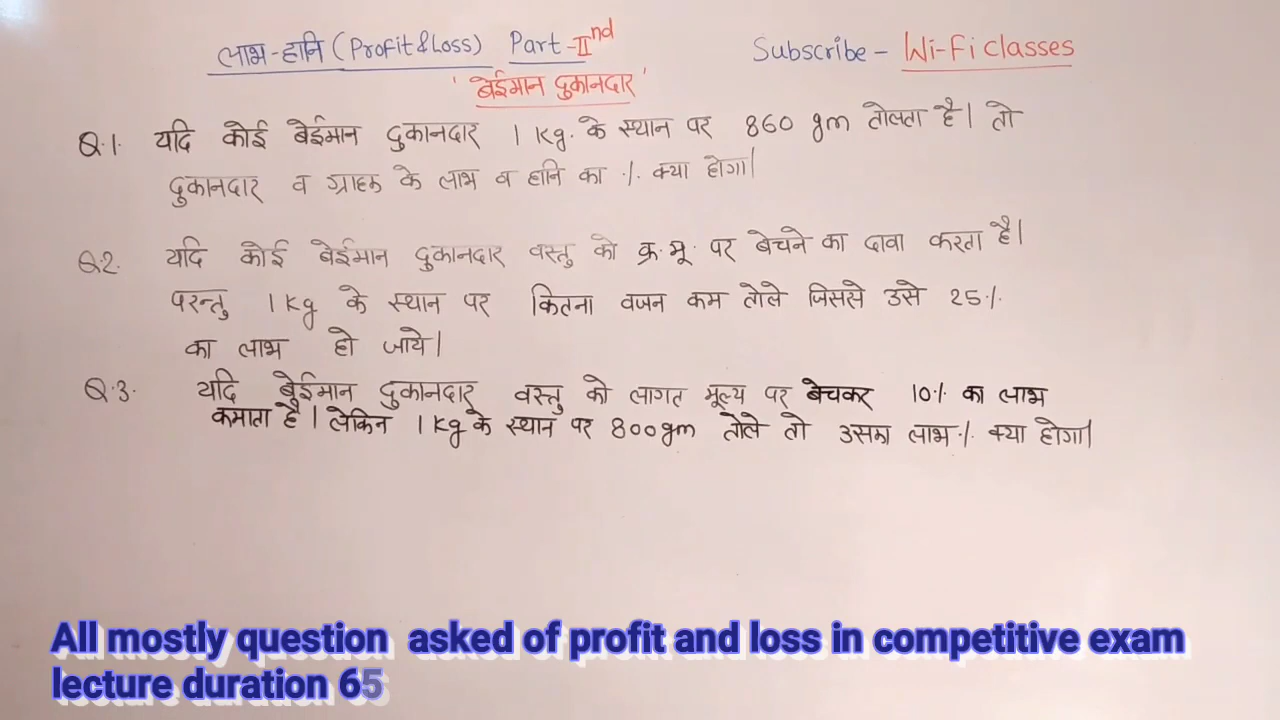 लाभ-हानि (Profit & Loss) Part-IInd
Subscribe - Wi-Fi classes
'बेईमान दुकानदार'
Q.1. यदि कोई बेईमान दुकानदार 1 Kg. के स्थान पर 860 gm तोलता है। तो
दुकानदार व ग्राहक के लाभ व हानि का % क्या होगा।
Q.2. यदि कोई बेईमान दुकानदार वस्तु को क्र.मू. पर बेचने का दावा करता है।
परन्तु 1 Kg के स्थान पर कितना वजन कम तोले जिससे उसे 25%
का लाभ हो जाये।
Q.3. यदि बेईमान दुकानदार वस्तु को लागत मूल्य पर बेचकर 10% का लाभ
कमाता है। लेकिन 1 Kg के स्थान पर 800gm तोले तो उसका लाभ% क्या होगा।
All mostly question asked of profit and loss in competitive exam
lecture duration 65